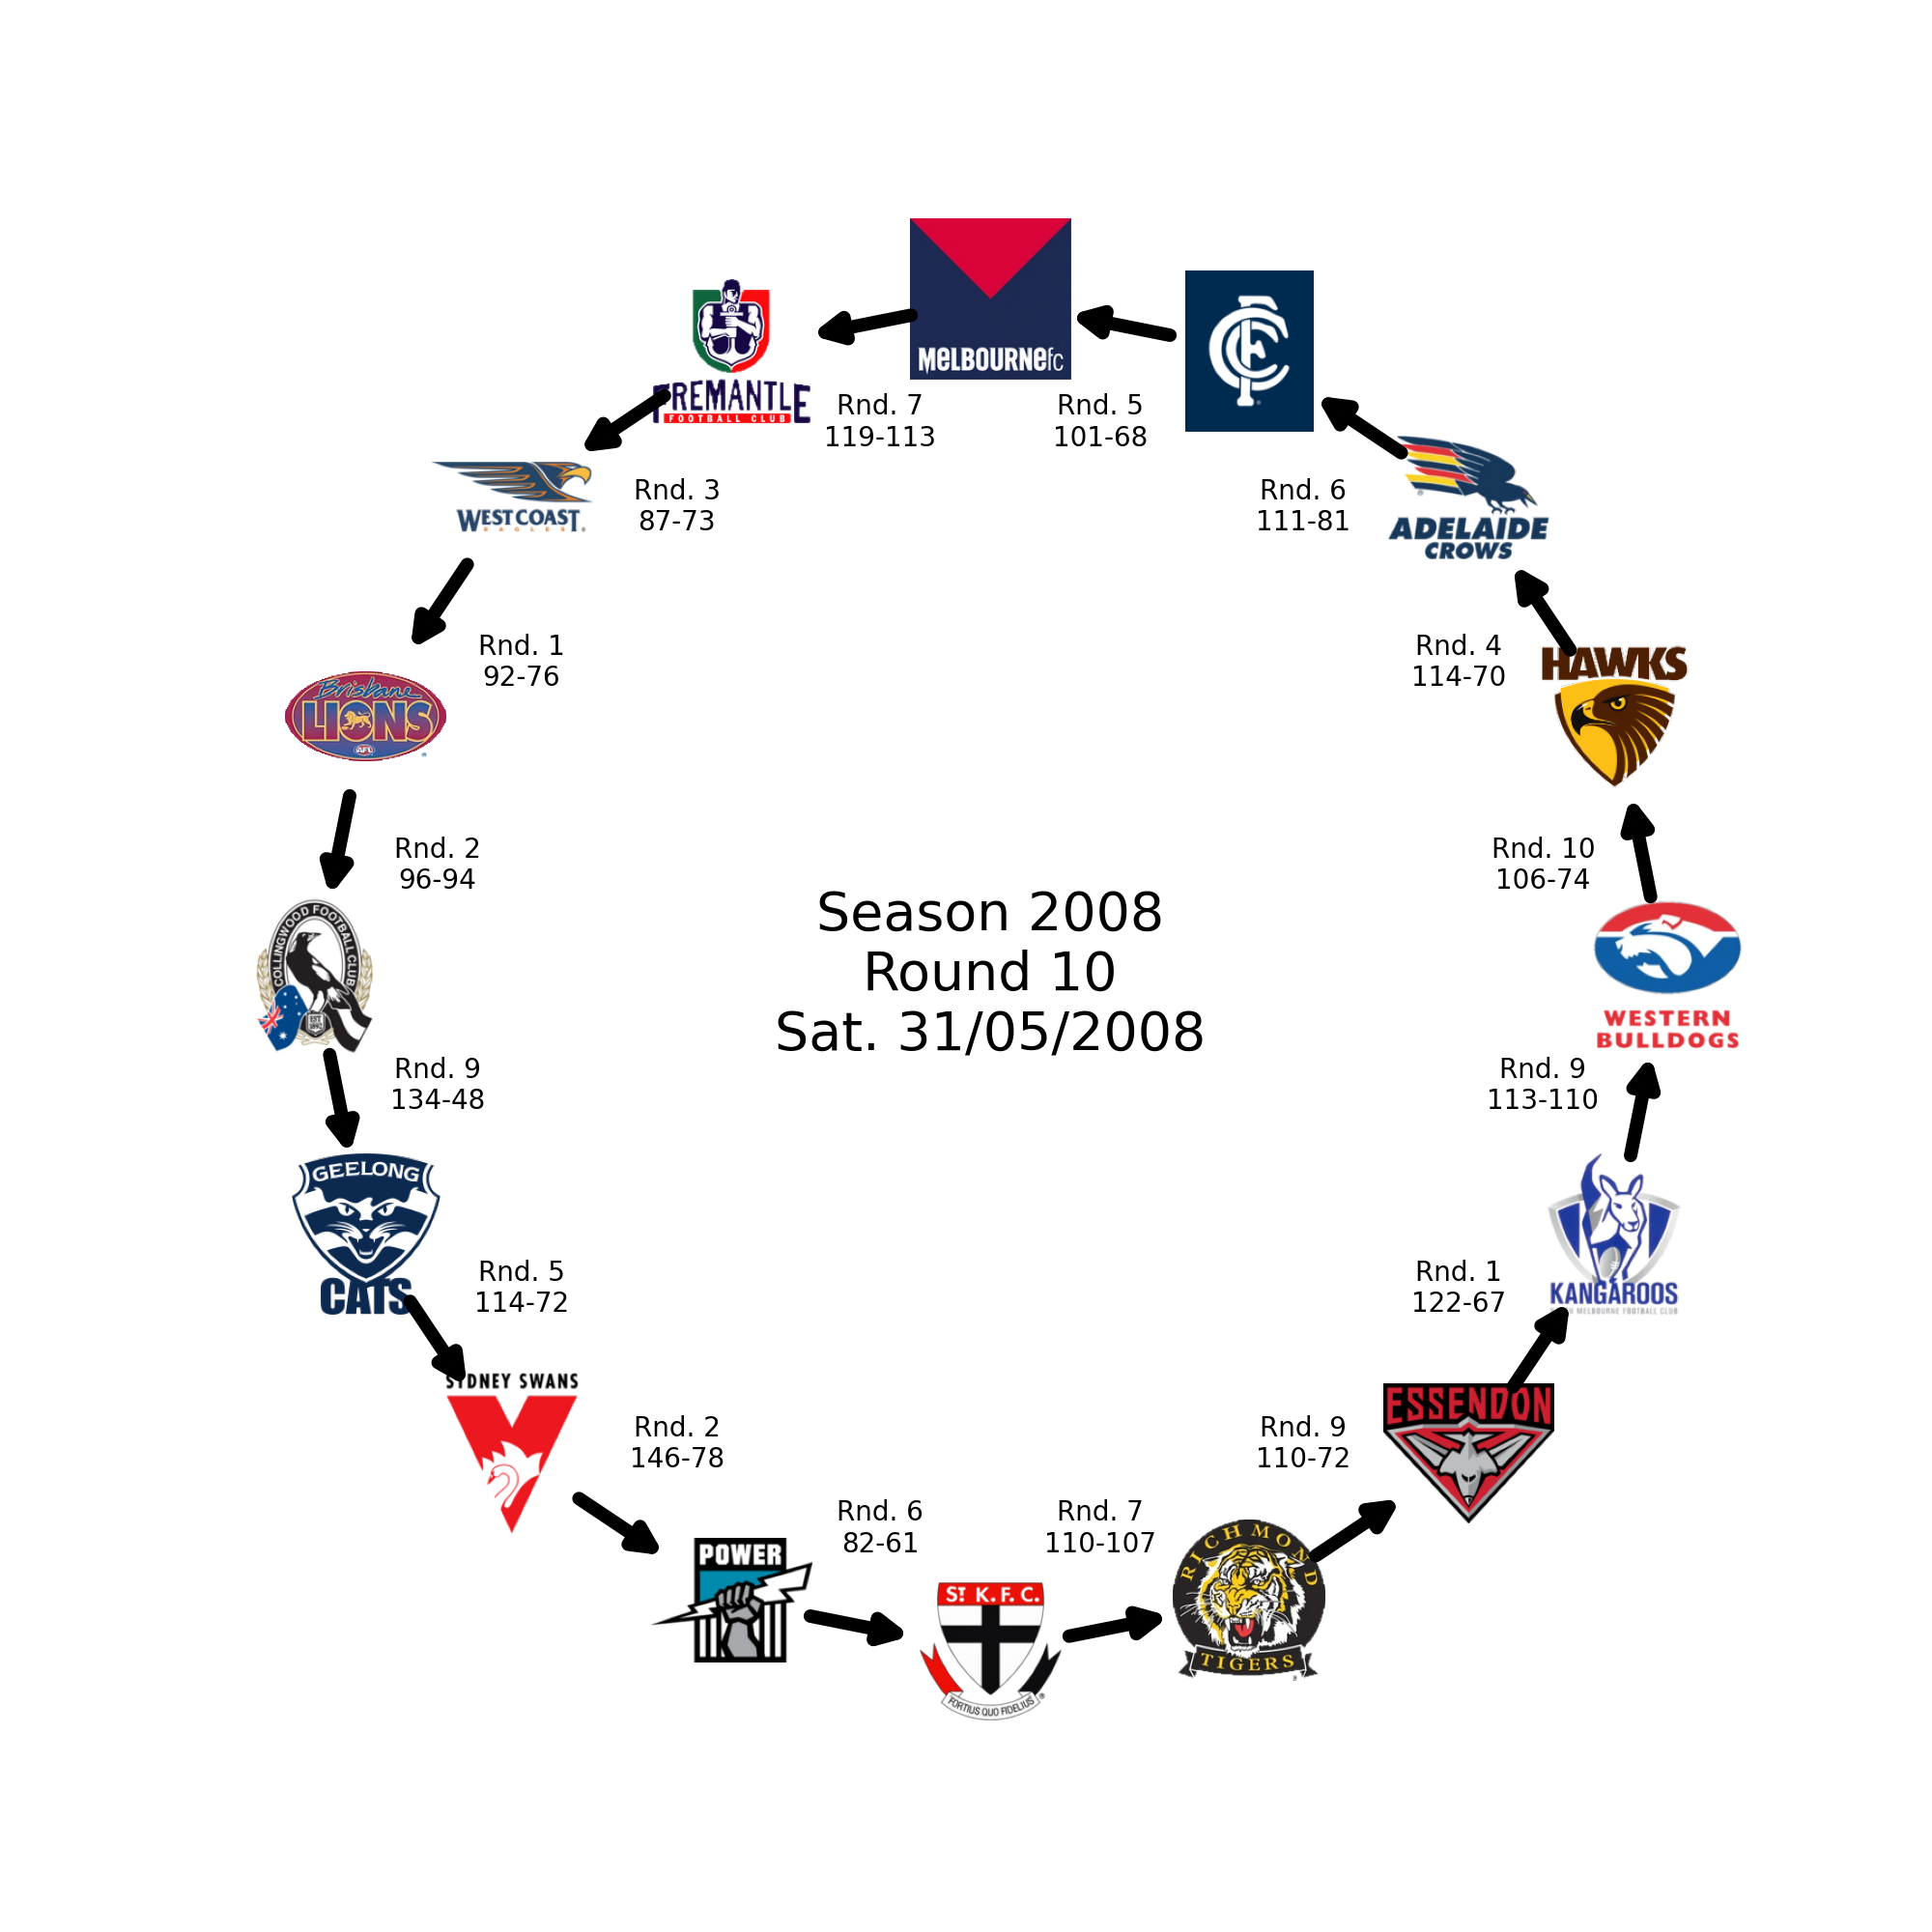 MELBOURNEfc
FREMANTLE
FOOTBALL CLUB
Rnd. 7
119-113
Rnd. 5
101-68
CFC
WEST COAST
EAGLES
Rnd. 3
87-73
Rnd. 6
111-81
ADELAIDE
CROWS
Rnd. 1
92-76
Rnd. 4
114-70
HAWKS
Brisbane
LIONS
AFL
Rnd. 2
96-94
Rnd. 10
106-74
COLLINGWOOD FOOTBALL CLUB
EST
1892
Season 2008
Round 10
Sat. 31/05/2008
WESTERN
BULLDOGS
Rnd. 9
134-48
Rnd. 9
113-110
GEELONG
CATS
Rnd. 5
114-72
Rnd. 1
122-67
KANGAROOS
NORTH MELBOURNE FOOTBALL CLUB
SYDNEY SWANS
ESSENDON
Rnd. 2
146-78
Rnd. 9
110-72
Rnd. 6
82-61
Rnd. 7
110-107
POWER
ST K.F.C.
FORTIUS QUO FIDELIUS
RICHMOND
TIGERS